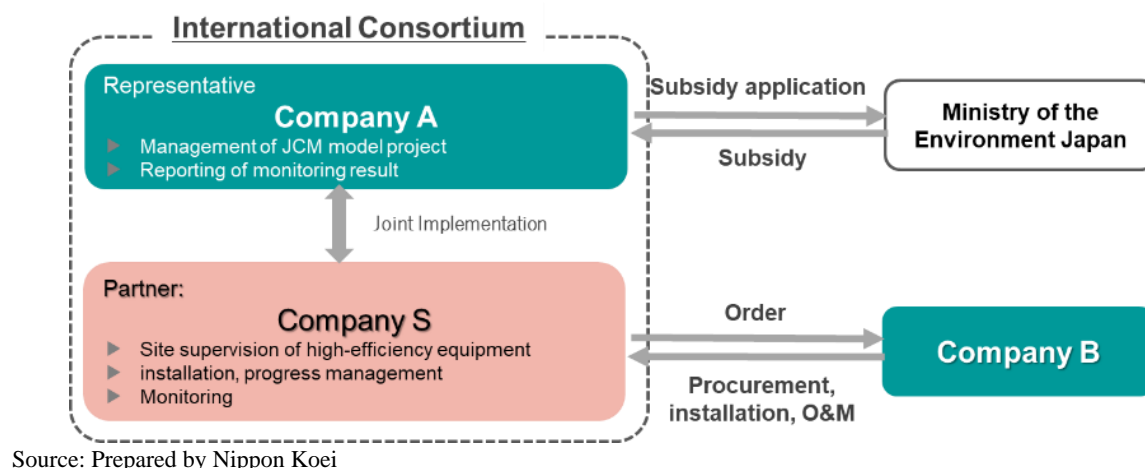 International Consortium
Representative
Company A
Management of JCM model project
Reporting of monitoring result
Subsidy application
Subsidy
Ministry of the
Environment Japan
Joint Implementation
Partner:
Company S
Site supervision of high-efficiency equipment
installation, progress management
Monitoring
Order
Procurement,
installation, O&M
Company B
Source: Prepared by Nippon Koei